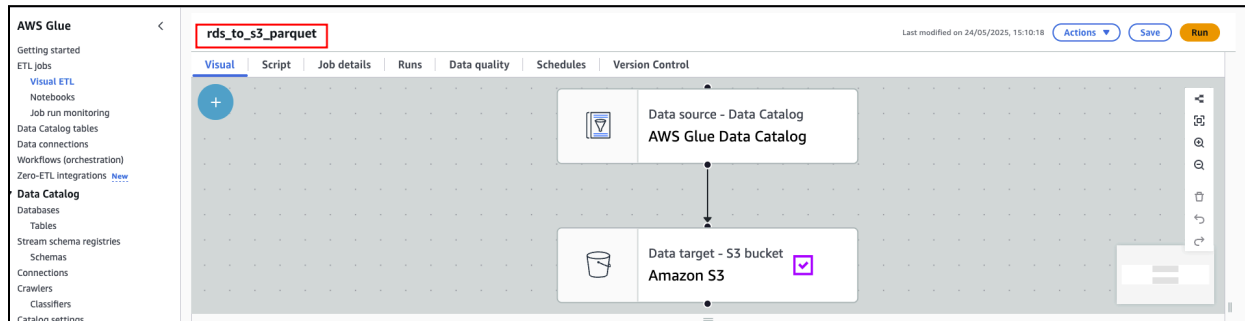 AWS Glue
Getting started
ETL jobs
Visual ETL
Notebooks
Job run monitoring
Data Catalog tables
Data connections
Workflows (orchestration)
Zero-ETL integrations New
Data Catalog
Databases
Tables
Stream schema registries
Schemas
Connections
Crawlers
Classifiers
Catalog settings
rds_to_s3_parquet
Last modified on 24/05/2025, 15:10:18 Actions Save Run
Visual Script Job details Runs Data quality Schedules Version Control
Data source - Data Catalog
AWS Glue Data Catalog
Data target - S3 bucket
Amazon S3